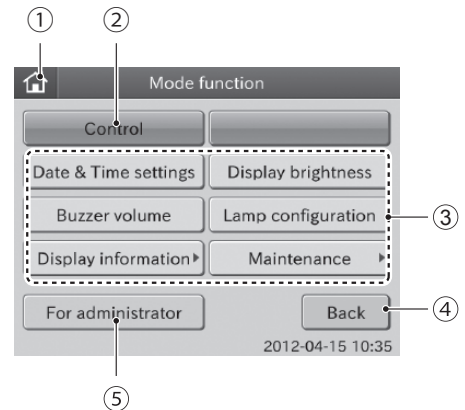 ① ②
Mode function
Control
Date & Time settings Display brightness
Buzzer volume Lamp configuration ③
Display information Maintenance
For administrator Back ④
2012-04-15 10:35
⑤